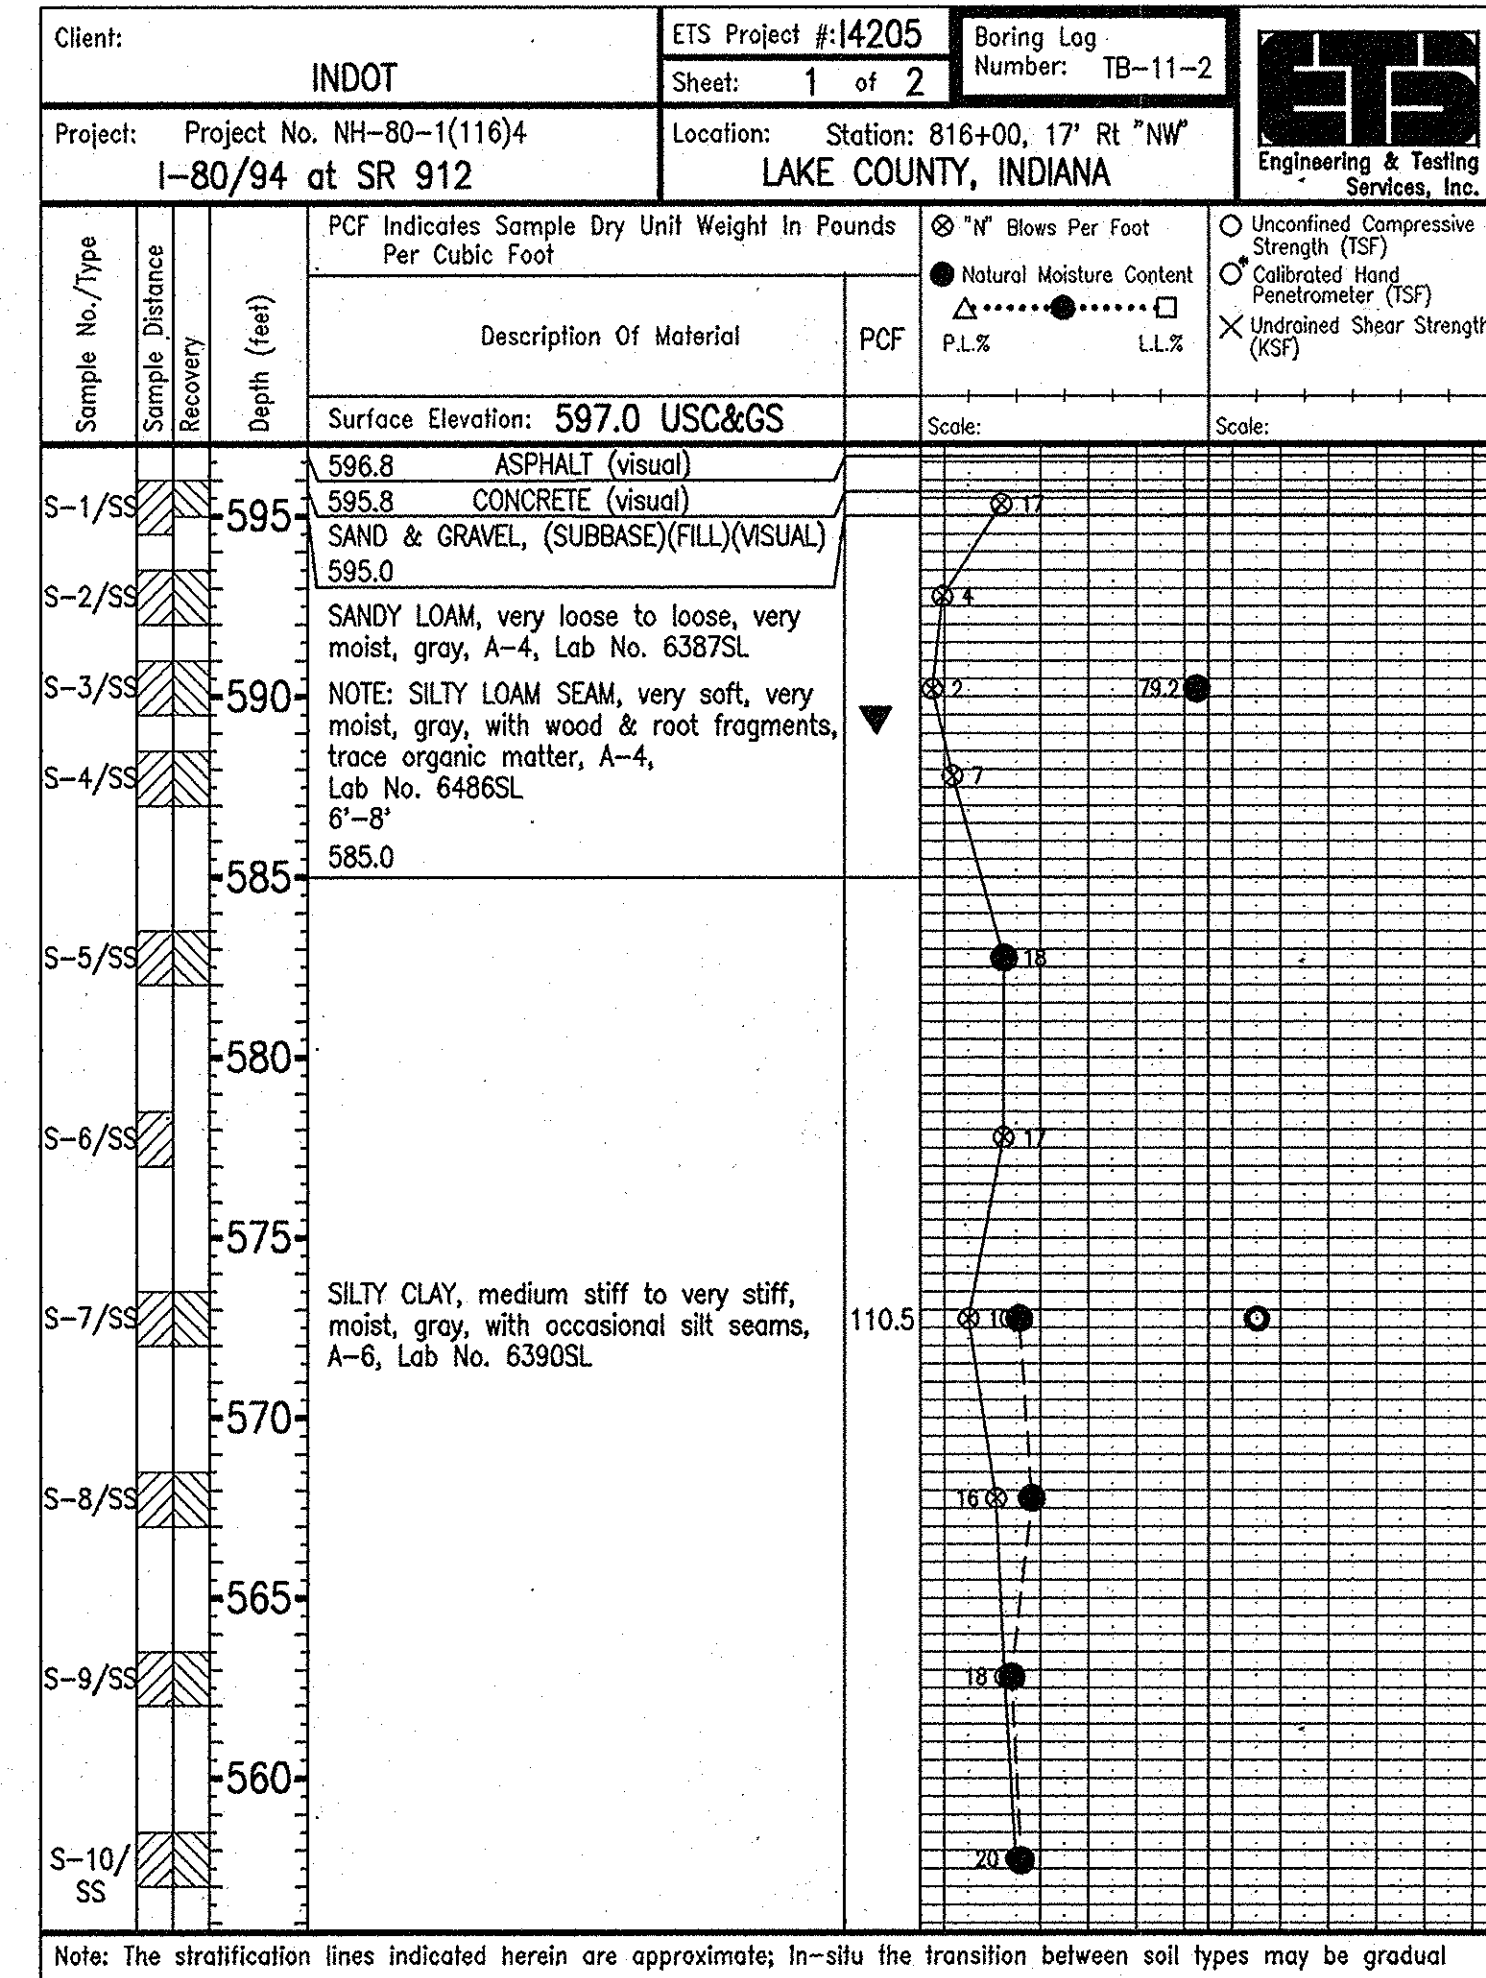 Client:
INDOT
ETS Project #:14205
Sheet: 1 of 2
Boring Log
Number: TB-11-2
ETS
Engineering & Testing
Services, Inc.
Project: Project No. NH-80-1(116)4
I-80/94 at SR 912
Location: Station: 816+00, 17' Rt "NW"
LAKE COUNTY, INDIANA
Sample No./Type
Sample Distance
Recovery
Depth (feet)
PCF Indicates Sample Dry Unit Weight In Pounds
Per Cubic Foot
Description Of Material
PCF
Surface Elevation: 597.0 USC&GS
"N" Blows Per Foot
Natural Moisture Content
P.L.% L.L.%
Scale:
Unconfined Compressive
Strength (TSF)
* Calibrated Hand
Penetrometer (TSF)
Undrained Shear Strength
(KSF)
Scale:
596.8 ASPHALT (visual)
S-1/SS
595
595.8 CONCRETE (visual)
17
SAND & GRAVEL, (SUBBASE)(FILL)(VISUAL)
595.0
S-2/SS
4
SANDY LOAM, very loose to loose, very
moist, gray, A-4, Lab No. 6387SL
S-3/SS
590
2
79.2
NOTE: SILTY LOAM SEAM, very soft, very
moist, gray, with wood & root fragments,
trace organic matter, A-4,
Lab No. 6486SL
6'-8'
S-4/SS
7
585.0
585
S-5/SS
18
580
S-6/SS
17
575
S-7/SS
SILTY CLAY, medium stiff to very stiff,
moist, gray, with occasional silt seams,
A-6, Lab No. 6390SL
110.5
10
570
S-8/SS
16
565
S-9/SS
18
560
S-10/
SS
20
Note: The stratification lines indicated herein are approximate; In-situ the transition between soil types may be gradual